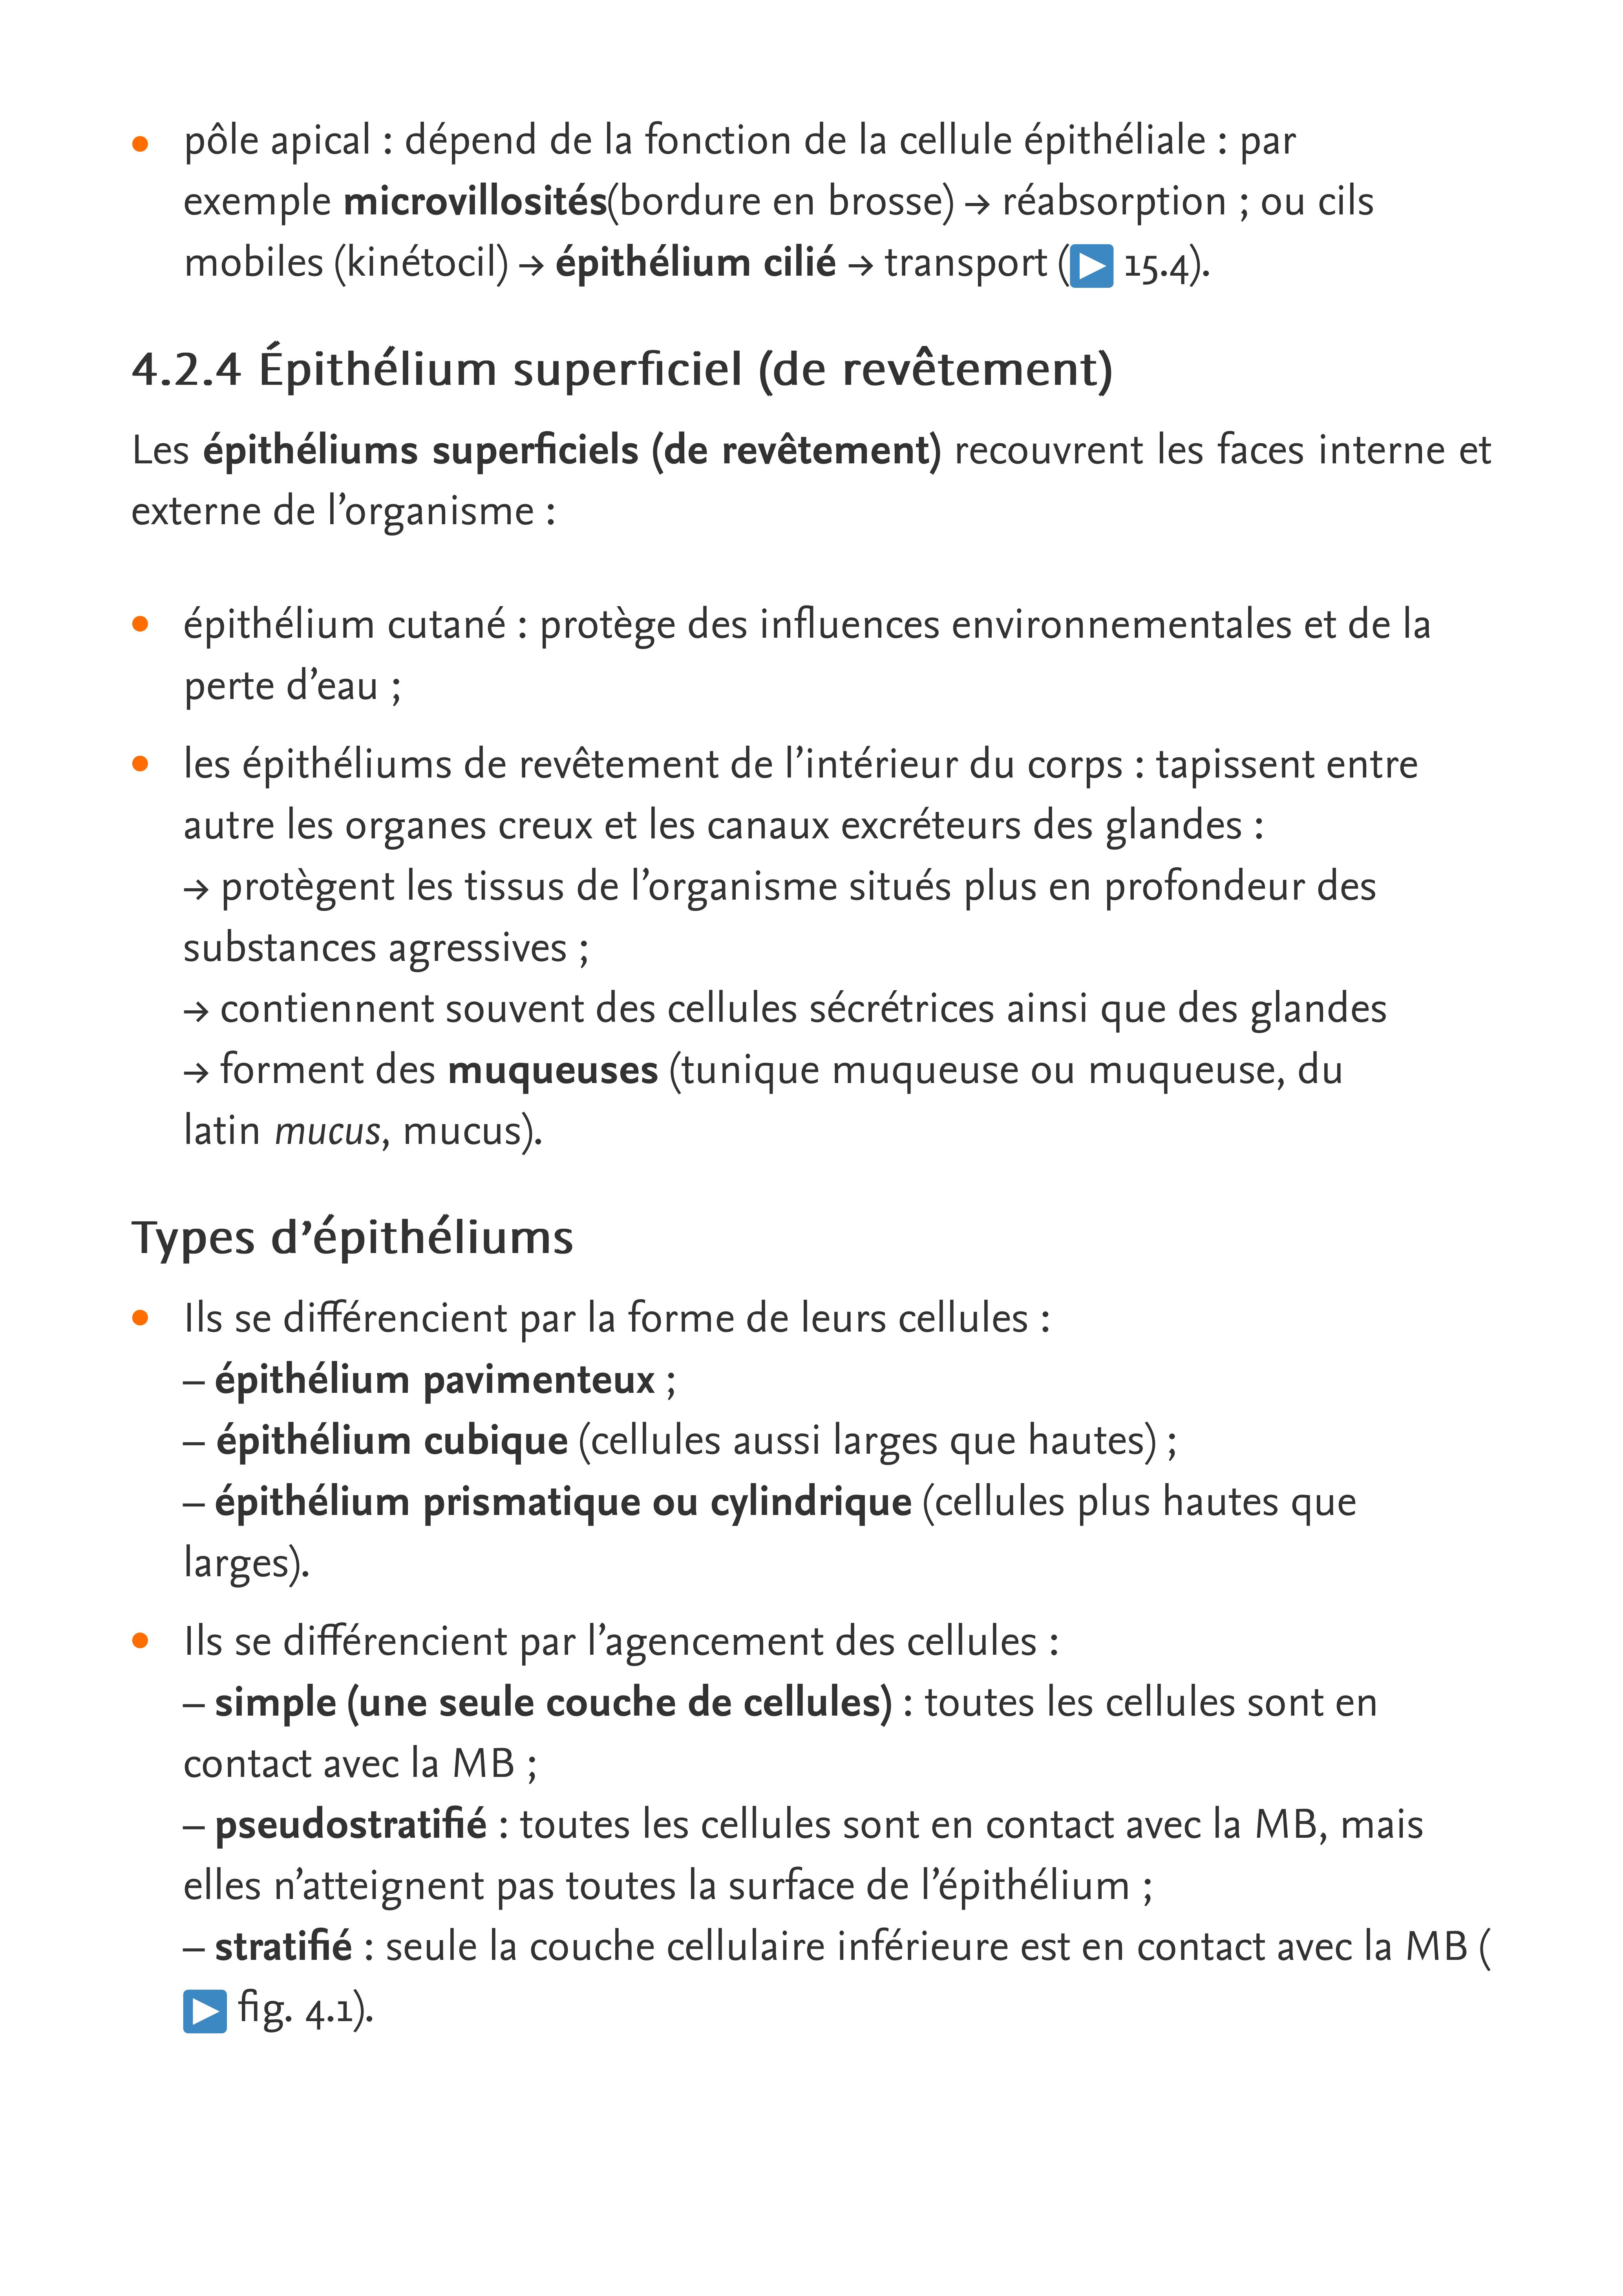 • pôle apical : dépend de la fonction de la cellule épithéliale : par
exemple microvillosités(bordure en brosse) → réabsorption ; ou cils
mobiles (kinétocil) → épithélium cilié → transport (▶ 15.4).
4.2.4 Épithélium superficiel (de revêtement)
Les épithéliums superficiels (de revêtement) recouvrent les faces interne et
externe de l’organisme :
• épithélium cutané : protège des influences environnementales et de la
perte d’eau ;
• les épithéliums de revêtement de l’intérieur du corps : tapissent entre
autre les organes creux et les canaux excréteurs des glandes :
→ protègent les tissus de l’organisme situés plus en profondeur des
substances agressives ;
→ contiennent souvent des cellules sécrétrices ainsi que des glandes
→ forment des muqueuses (tunique muqueuse ou muqueuse, du
latin mucus, mucus).
Types d’épithéliums
• Ils se différencient par la forme de leurs cellules :
– épithélium pavimenteux ;
– épithélium cubique (cellules aussi larges que hautes) ;
– épithélium prismatique ou cylindrique (cellules plus hautes que
larges).
• Ils se différencient par l’agencement des cellules :
– simple (une seule couche de cellules) : toutes les cellules sont en
contact avec la MB ;
– pseudostratifié : toutes les cellules sont en contact avec la MB, mais
elles n’atteignent pas toutes la surface de l’épithélium ;
– stratifié : seule la couche cellulaire inférieure est en contact avec la MB (
▶ fig. 4.1).